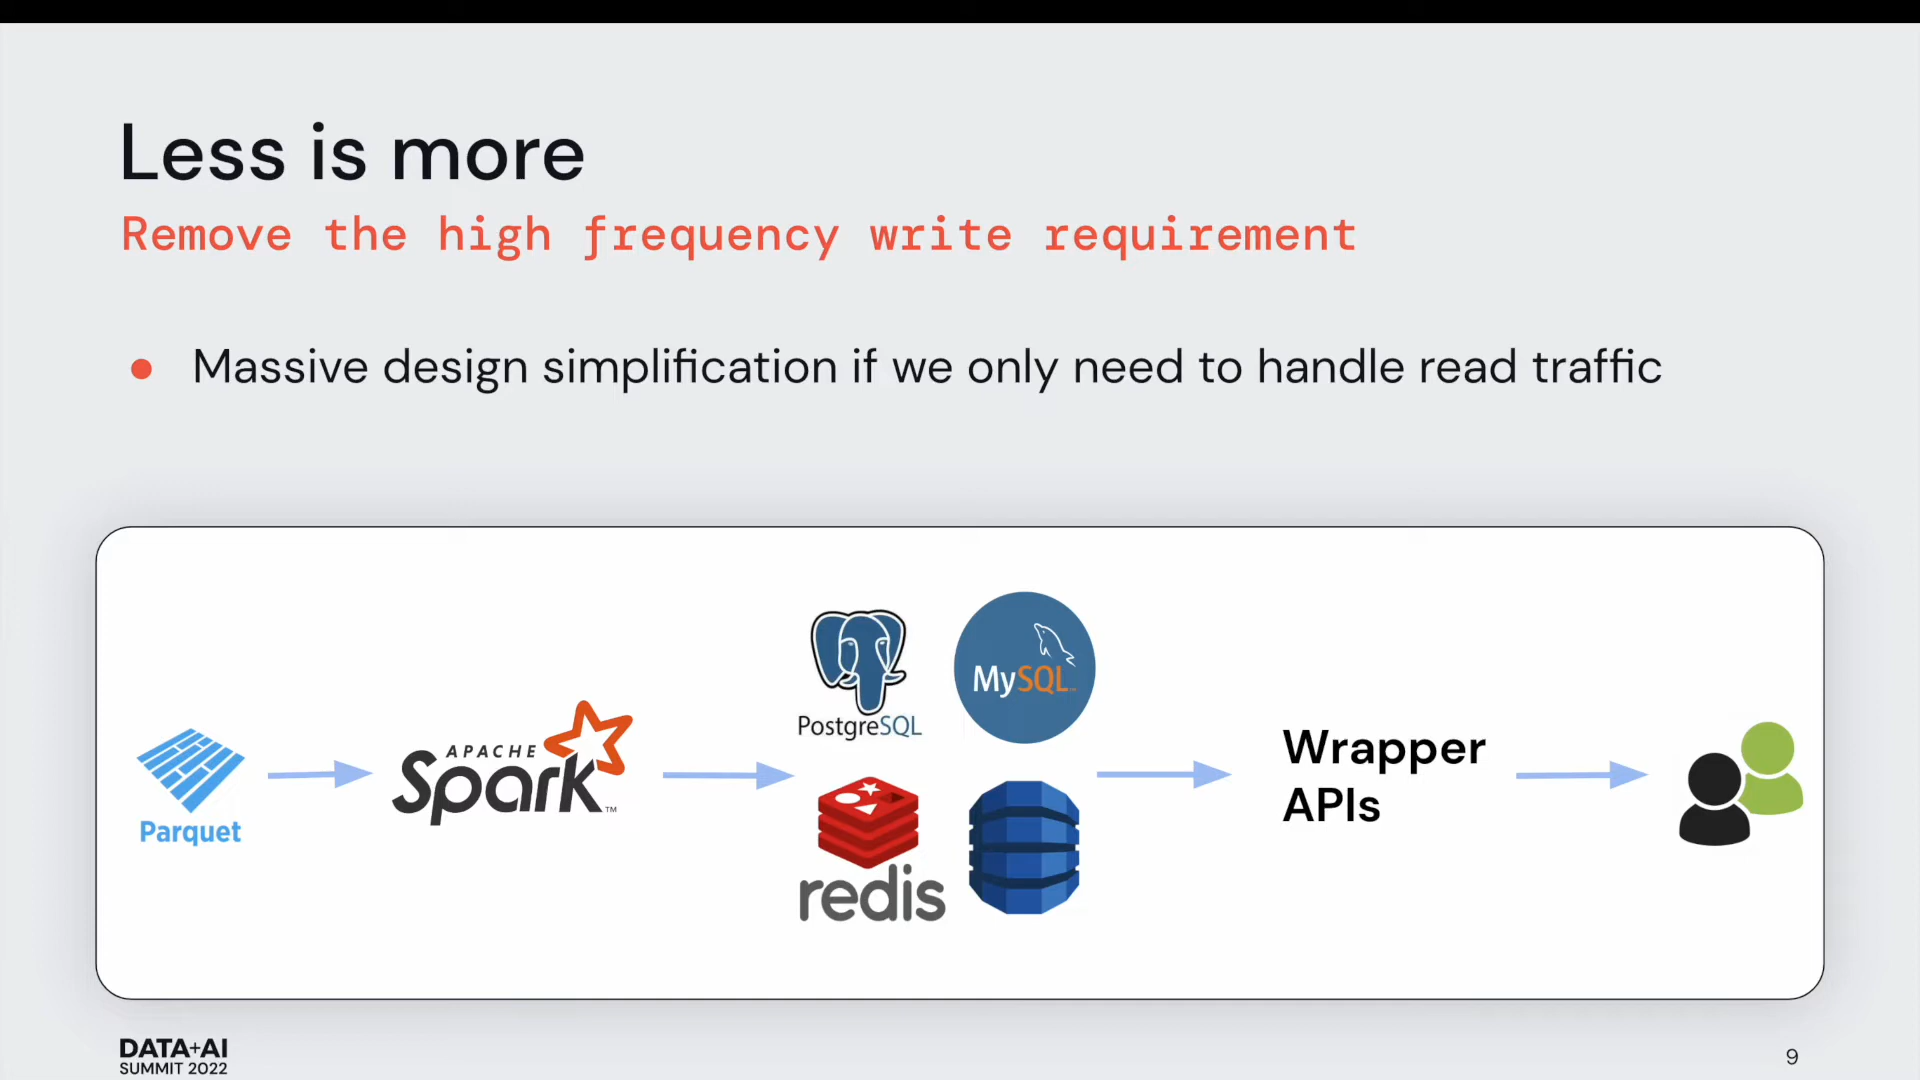 Less is more
Remove the high frequency write requirement
● Massive design simplification if we only need to handle read traffic
PostgreSQL
MySQL
Parquet
APACHE
Spark™
redis
Wrapper
APIs
DATA+AI
SUMMIT 2022
9